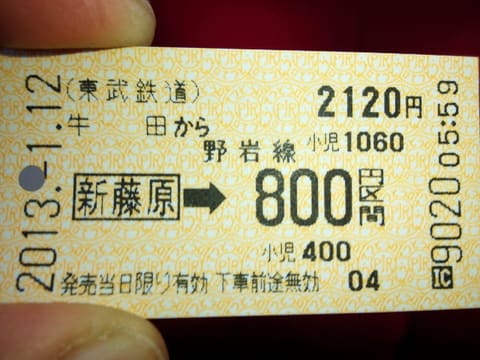 2013.-1.12
(東武鉄道)
牛田から
2120円
野岩線
小児1060
新藤原➡800円区間
小児400
発売当日限り有効 下車前途無効
04
IC9020 05:59